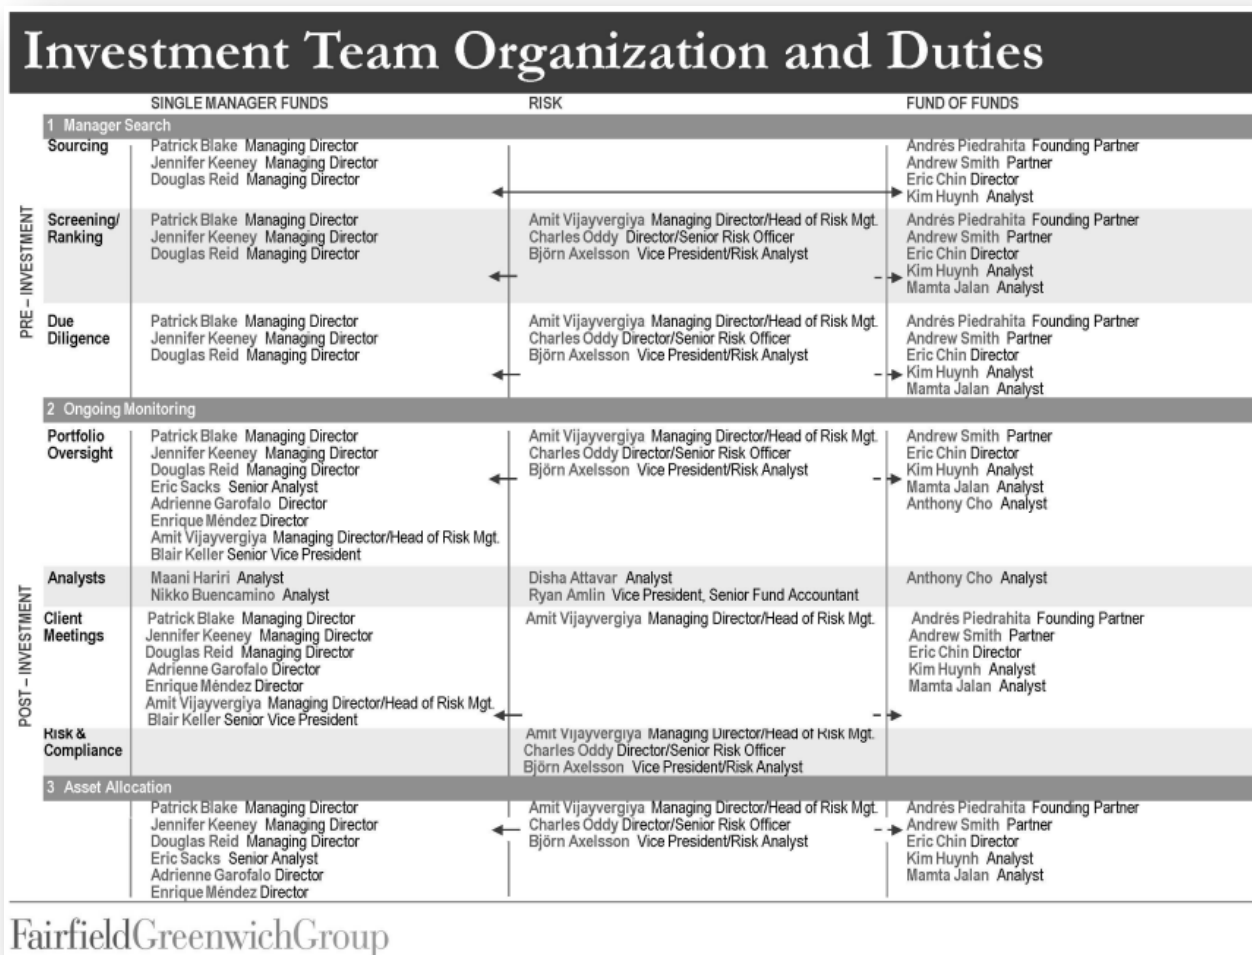 Investment Team Organization and Duties
SINGLE MANAGER FUNDS
RISK
FUND OF FUNDS
PRE – INVESTMENT
1 Manager Search
Sourcing
Patrick Blake Managing Director
Jennifer Keeney Managing Director
Douglas Reid Managing Director
Andrés Piedrahita Founding Partner
Andrew Smith Partner
Eric Chin Director
Kim Huynh Analyst
Screening/
Ranking
Patrick Blake Managing Director
Jennifer Keeney Managing Director
Douglas Reid Managing Director
Amit Vijayvergiya Managing Director/Head of Risk Mgt.
Charles Oddy Director/Senior Risk Officer
Björn Axelsson Vice President/Risk Analyst
Andrés Piedrahita Founding Partner
Andrew Smith Partner
Eric Chin Director
Kim Huynh Analyst
Mamta Jalan Analyst
Due
Diligence
Patrick Blake Managing Director
Jennifer Keeney Managing Director
Douglas Reid Managing Director
Amit Vijayvergiya Managing Director/Head of Risk Mgt.
Charles Oddy Director/Senior Risk Officer
Björn Axelsson Vice President/Risk Analyst
Andrés Piedrahita Founding Partner
Andrew Smith Partner
Eric Chin Director
Kim Huynh Analyst
Mamta Jalan Analyst
POST – INVESTMENT
2 Ongoing Monitoring
Portfolio
Oversight
Patrick Blake Managing Director
Jennifer Keeney Managing Director
Douglas Reid Managing Director
Eric Sacks Senior Analyst
Adrienne Garofalo Director
Enrique Méndez Director
Amit Vijayvergiya Managing Director/Head of Risk Mgt.
Blair Keller Senior Vice President
Amit Vijayvergiya Managing Director/Head of Risk Mgt.
Charles Oddy Director/Senior Risk Officer
Björn Axelsson Vice President/Risk Analyst
Andrew Smith Partner
Eric Chin Director
Kim Huynh Analyst
Mamta Jalan Analyst
Anthony Cho Analyst
Analysts
Maani Hariri Analyst
Nikko Buencamino Analyst
Disha Attavar Analyst
Ryan Amlin Vice President, Senior Fund Accountant
Anthony Cho Analyst
Client
Meetings
Patrick Blake Managing Director
Jennifer Keeney Managing Director
Douglas Reid Managing Director
Adrienne Garofalo Director
Enrique Méndez Director
Amit Vijayvergiya Managing Director/Head of Risk Mgt.
Blair Keller Senior Vice President
Amit Vijayvergiya Managing Director/Head of Risk Mgt.
Andrés Piedrahita Founding Partner
Andrew Smith Partner
Eric Chin Director
Kim Huynh Analyst
Mamta Jalan Analyst
Risk &
Compliance
Amit Vijayvergiya Managing Director/Head of Risk Mgt.
Charles Oddy Director/Senior Risk Officer
Björn Axelsson Vice President/Risk Analyst
3 Asset Allocation
Patrick Blake Managing Director
Jennifer Keeney Managing Director
Douglas Reid Managing Director
Eric Sacks Senior Analyst
Adrienne Garofalo Director
Enrique Méndez Director
Amit Vijayvergiya Managing Director/Head of Risk Mgt.
Charles Oddy Director/Senior Risk Officer
Björn Axelsson Vice President/Risk Analyst
Andrés Piedrahita Founding Partner
Andrew Smith Partner
Eric Chin Director
Kim Huynh Analyst
Mamta Jalan Analyst
FairfieldGreenwichGroup